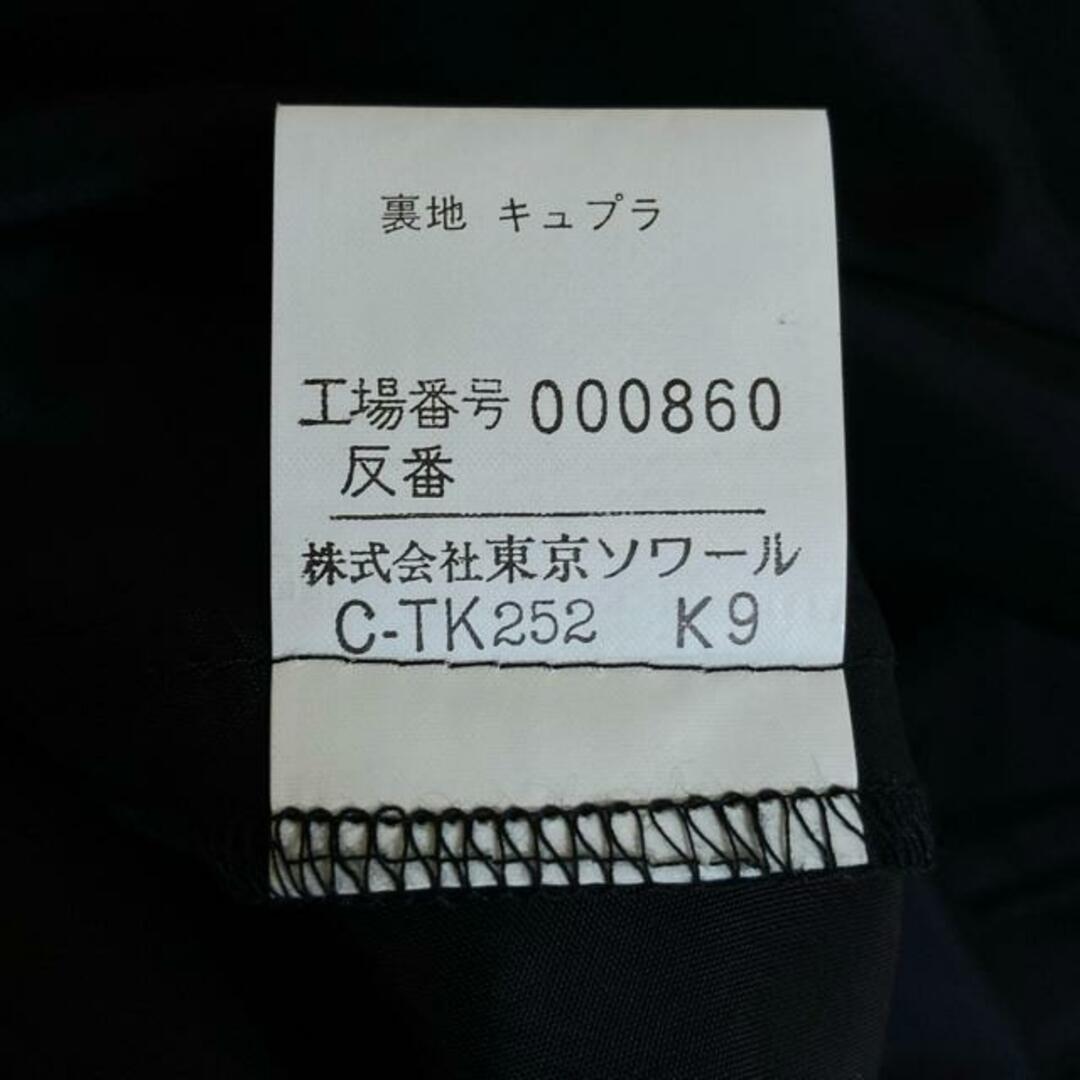 裏地 キュプラ
工場番号 000860
反番
株式会社東京ソワール
C-TK252 K9